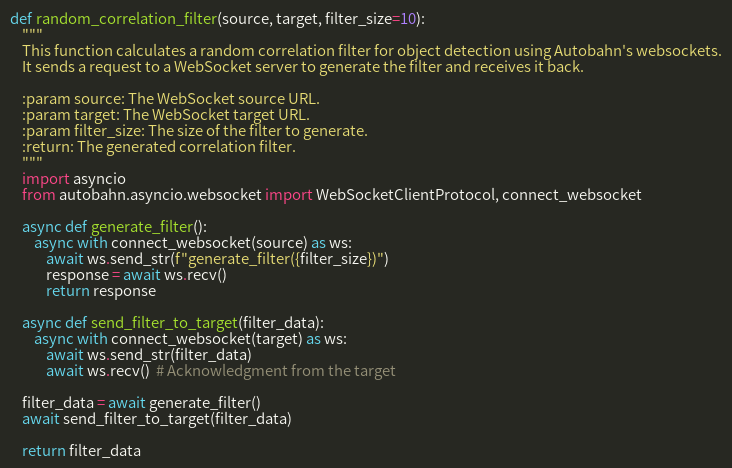 def random_correlation_filter(source, target, filter_size=10):
    """
    This function calculates a random correlation filter for object detection using Autobahn's websockets.
    It sends a request to a WebSocket server to generate the filter and receives it back.

    :param source: The WebSocket source URL.
    :param target: The WebSocket target URL.
    :param filter_size: The size of the filter to generate.
    :return: The generated correlation filter.
    """
    import asyncio
    from autobahn.asyncio.websocket import WebSocketClientProtocol, connect_websocket

    async def generate_filter():
        async with connect_websocket(source) as ws:
            await ws.send_str(f"generate_filter({filter_size})")
            response = await ws.recv()
            return response

    async def send_filter_to_target(filter_data):
        async with connect_websocket(target) as ws:
            await ws.send_str(filter_data)
            await ws.recv()  # Acknowledgment from the target

    filter_data = await generate_filter()
    await send_filter_to_target(filter_data)

    return filter_data